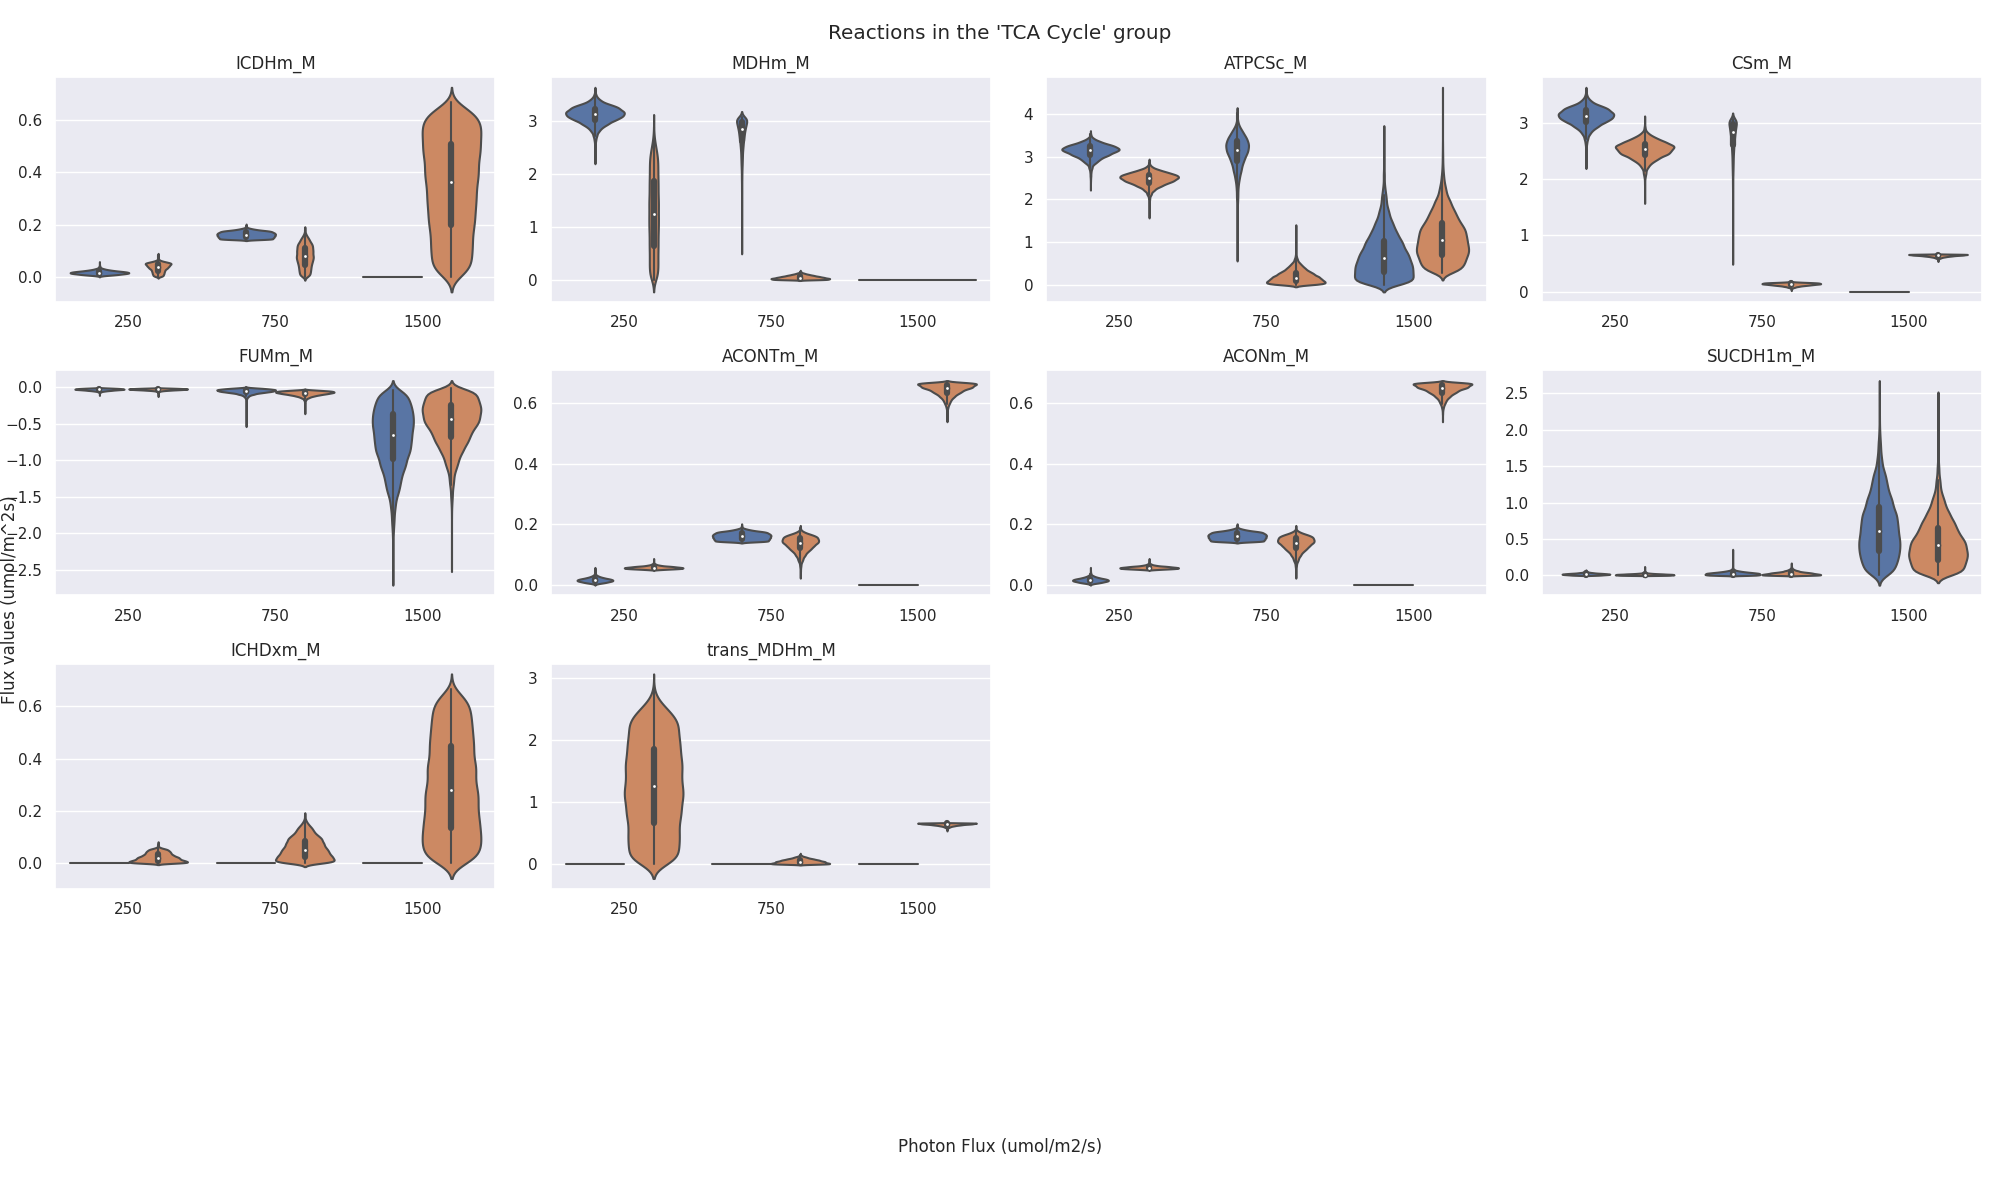 Reactions in the 'TCA Cycle' group
ICDHm_M MDHm_M ATPCSc_M CSm_M
0.6 0.4 0.2 0.0
3 2 1 0
4 3 2 1 0
3 2 1 0
250 750 1500 250 750 1500 250 750 1500 250 750 1500
FUMm_M ACONTm_M ACONm_M SUCDH1m_M
0.0 −0.5 −1.0 −1.5 −2.0 −2.5
0.6 0.4 0.2 0.0
0.6 0.4 0.2 0.0
2.5 2.0 1.5 1.0 0.5 0.0
250 750 1500 250 750 1500 250 750 1500 250 750 1500
Flux values (umol/m^2s)
ICHDxm_M trans_MDHm_M
0.6 0.4 0.2 0.0
3 2 1 0
250 750 1500 250 750 1500
Photon Flux (umol/m2/s)